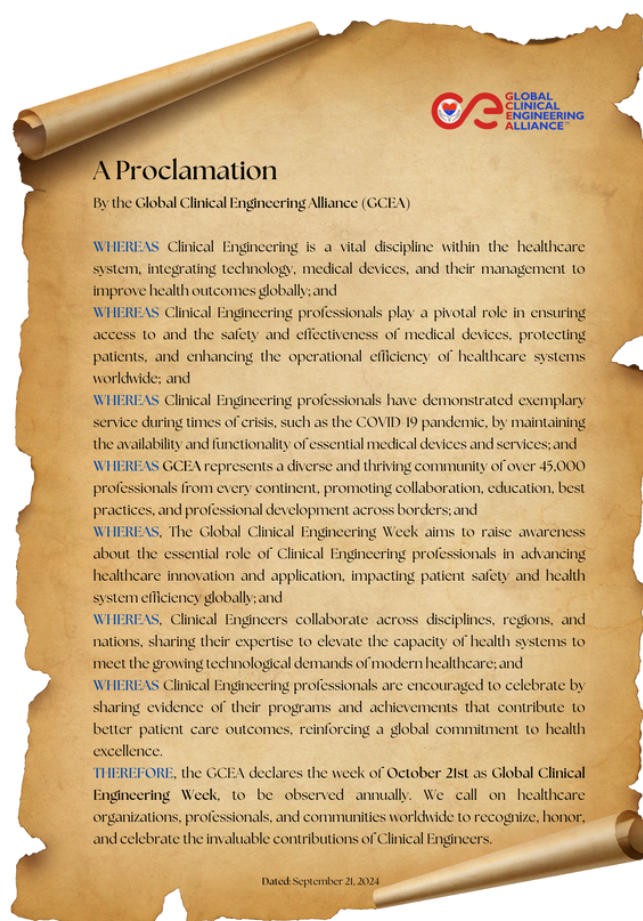 GLOBAL
CLINICAL
ENGINEERING
ALLIANCE™
A Proclamation
By the Global Clinical Engineering Alliance (GCEA)
WHEREAS Clinical Engineering is a vital discipline within the healthcare
system, integrating technology, medical devices, and their management to
improve health outcomes globally; and
WHEREAS Clinical Engineering professionals play a pivotal role in ensuring
access to and the safety and effectiveness of medical devices, protecting
patients, and enhancing the operational efficiency of healthcare systems
worldwide; and
WHEREAS Clinical Engineering professionals have demonstrated exemplary
service during times of crisis, such as the COVID-19 pandemic, by maintaining
the availability and functionality of essential medical devices and services; and
WHEREAS GCEA represents a diverse and thriving community of over 45,000
professionals from every continent, promoting collaboration, education, best
practices, and professional development across borders; and
WHEREAS, The Global Clinical Engineering Week aims to raise awareness
about the essential role of Clinical Engineering professionals in advancing
healthcare innovation and application, impacting patient safety and health
system efficiency globally; and
WHEREAS, Clinical Engineers collaborate across disciplines, regions, and
nations, sharing their expertise to elevate the capacity of health systems to
meet the growing technological demands of modern healthcare; and
WHEREAS Clinical Engineering professionals are encouraged to celebrate by
sharing evidence of their programs and achievements that contribute to
better patient care outcomes, reinforcing a global commitment to health
excellence.
THEREFORE, the GCEA declares the week of October 21st as Global Clinical
Engineering Week, to be observed annually. We call on healthcare
organizations, professionals, and communities worldwide to recognize, honor,
and celebrate the invaluable contributions of Clinical Engineers.
Dated: September 21, 2024